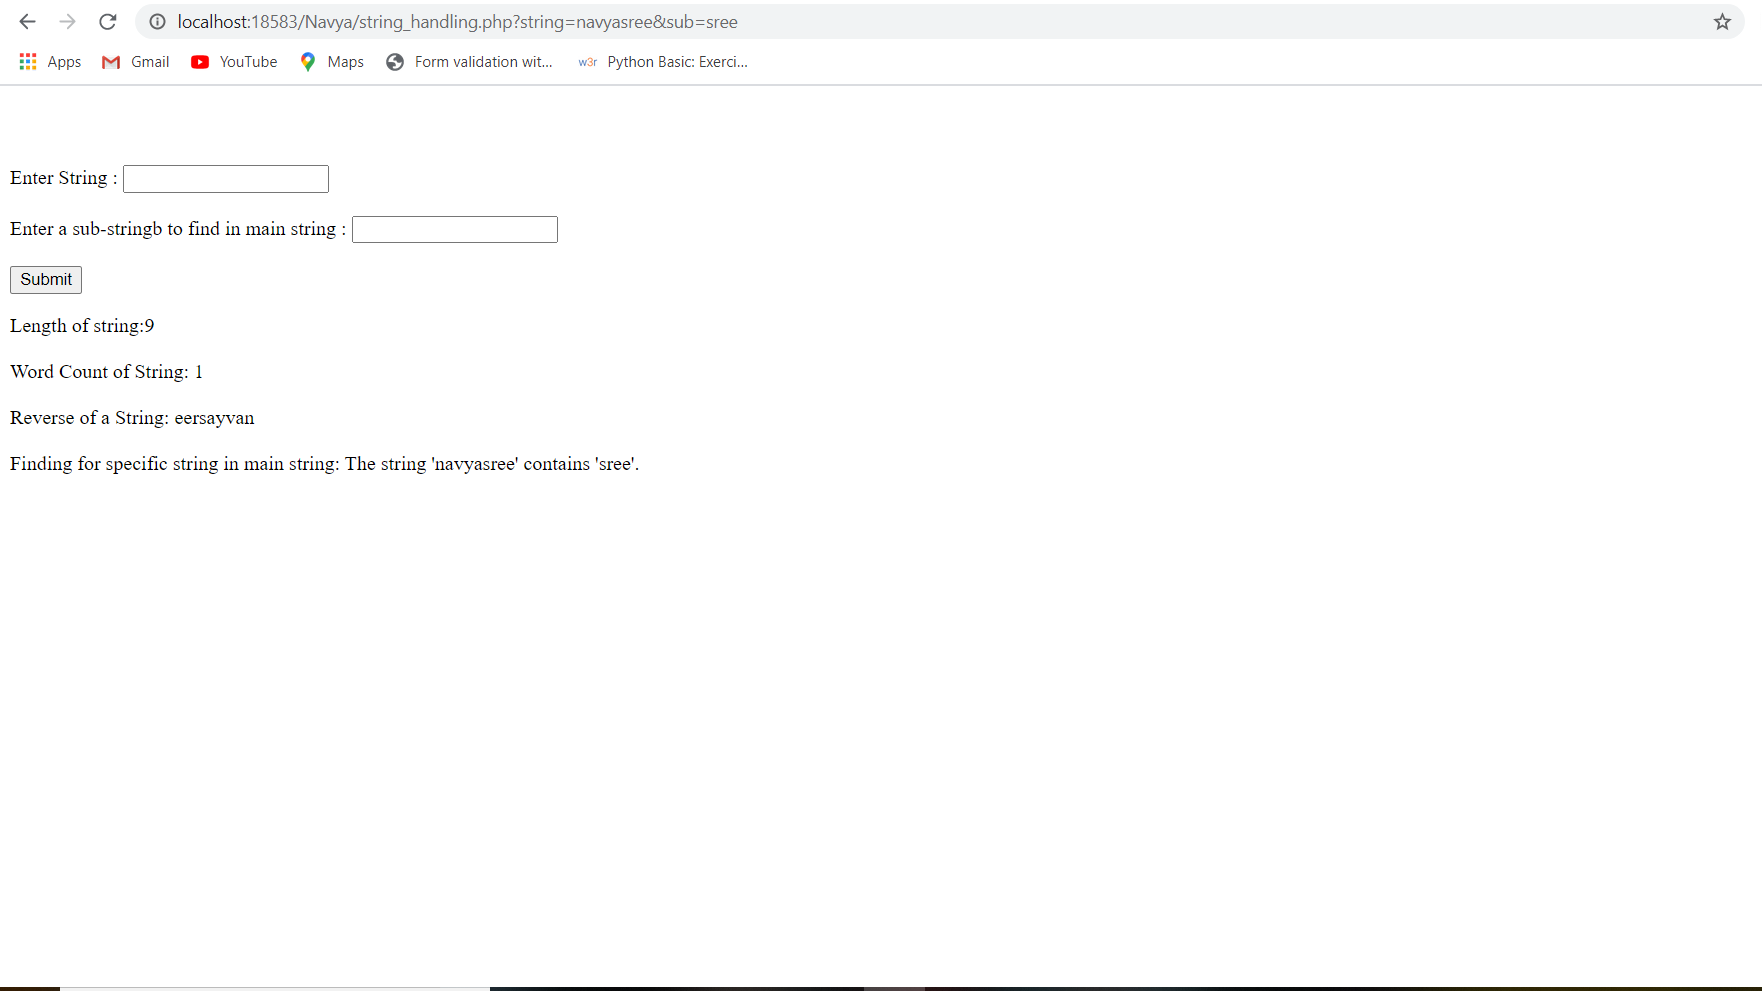 localhost:18583/Navya/string_handling.php?string=navyasree&sub=sree
Apps Gmail YouTube Maps Form validation wit... w3r Python Basic: Exerci...
Enter String :
Enter a sub-stringb to find in main string :
Submit
Length of string:9
Word Count of String: 1
Reverse of a String: eersayvan
Finding for specific string in main string: The string 'navyasree' contains 'sree'.